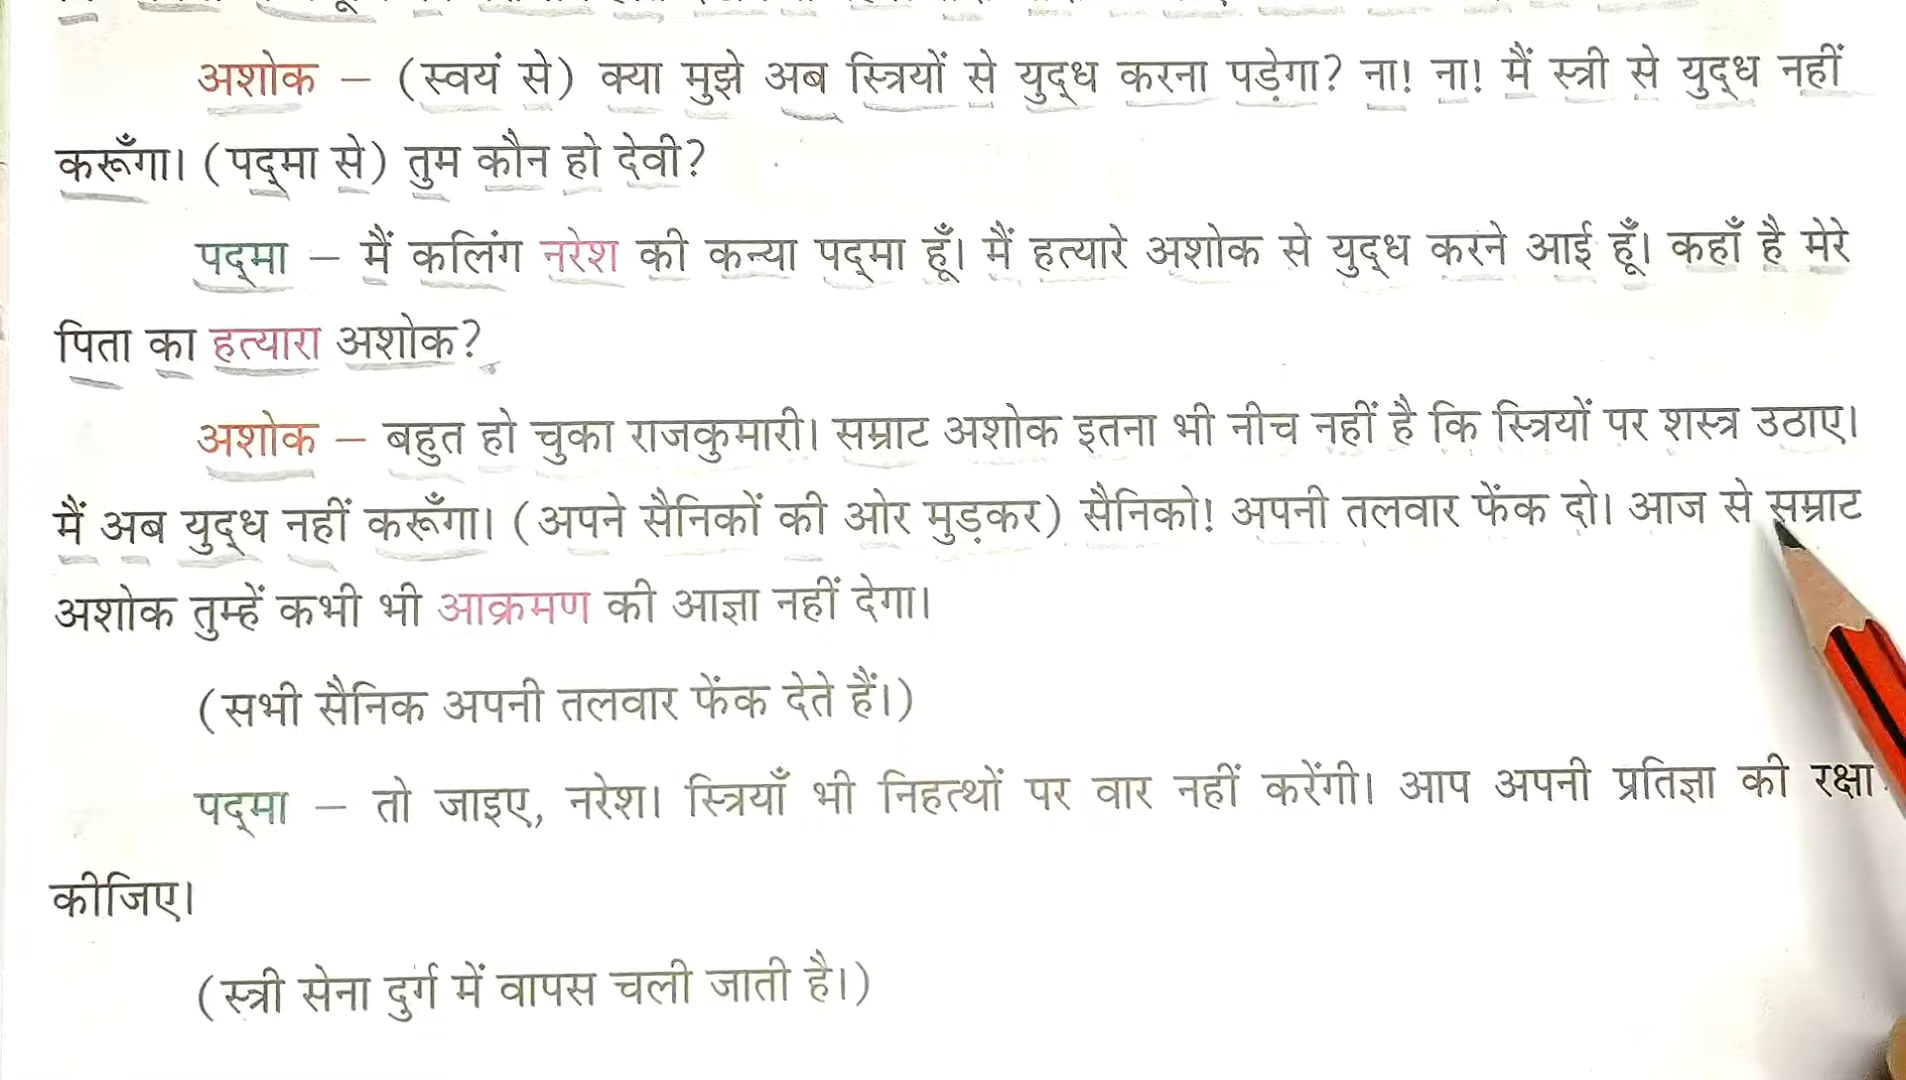 अशोक – (स्वयं से) क्या मुझे अब स्त्रियों से युद्ध करना पड़ेगा? ना! ना! मैं स्त्री से युद्ध नहीं
करूँगा। (पद्मा से) तुम कौन हो देवी?
पद्मा – मैं कलिंग नरेश की कन्या पद्मा हूँ। मैं हत्यारे अशोक से युद्ध करने आई हूँ। कहाँ है मेरे
पिता का हत्यारा अशोक?
अशोक – बहुत हो चुका राजकुमारी। सम्राट अशोक इतना भी नीच नहीं है कि स्त्रियों पर शस्त्र उठाए।
मैं अब युद्ध नहीं करूँगा। (अपने सैनिकों की ओर मुड़कर) सैनिको! अपनी तलवार फेंक दो। आज से सम्राट
अशोक तुम्हें कभी भी आक्रमण की आज्ञा नहीं देगा।
(सभी सैनिक अपनी तलवार फेंक देते हैं।)
पद्मा – तो जाइए, नरेश। स्त्रियाँ भी निहत्थों पर वार नहीं करेंगी। आप अपनी प्रतिज्ञा की रक्षा
कीजिए।
(स्त्री सेना दुर्ग में वापस चली जाती है।)